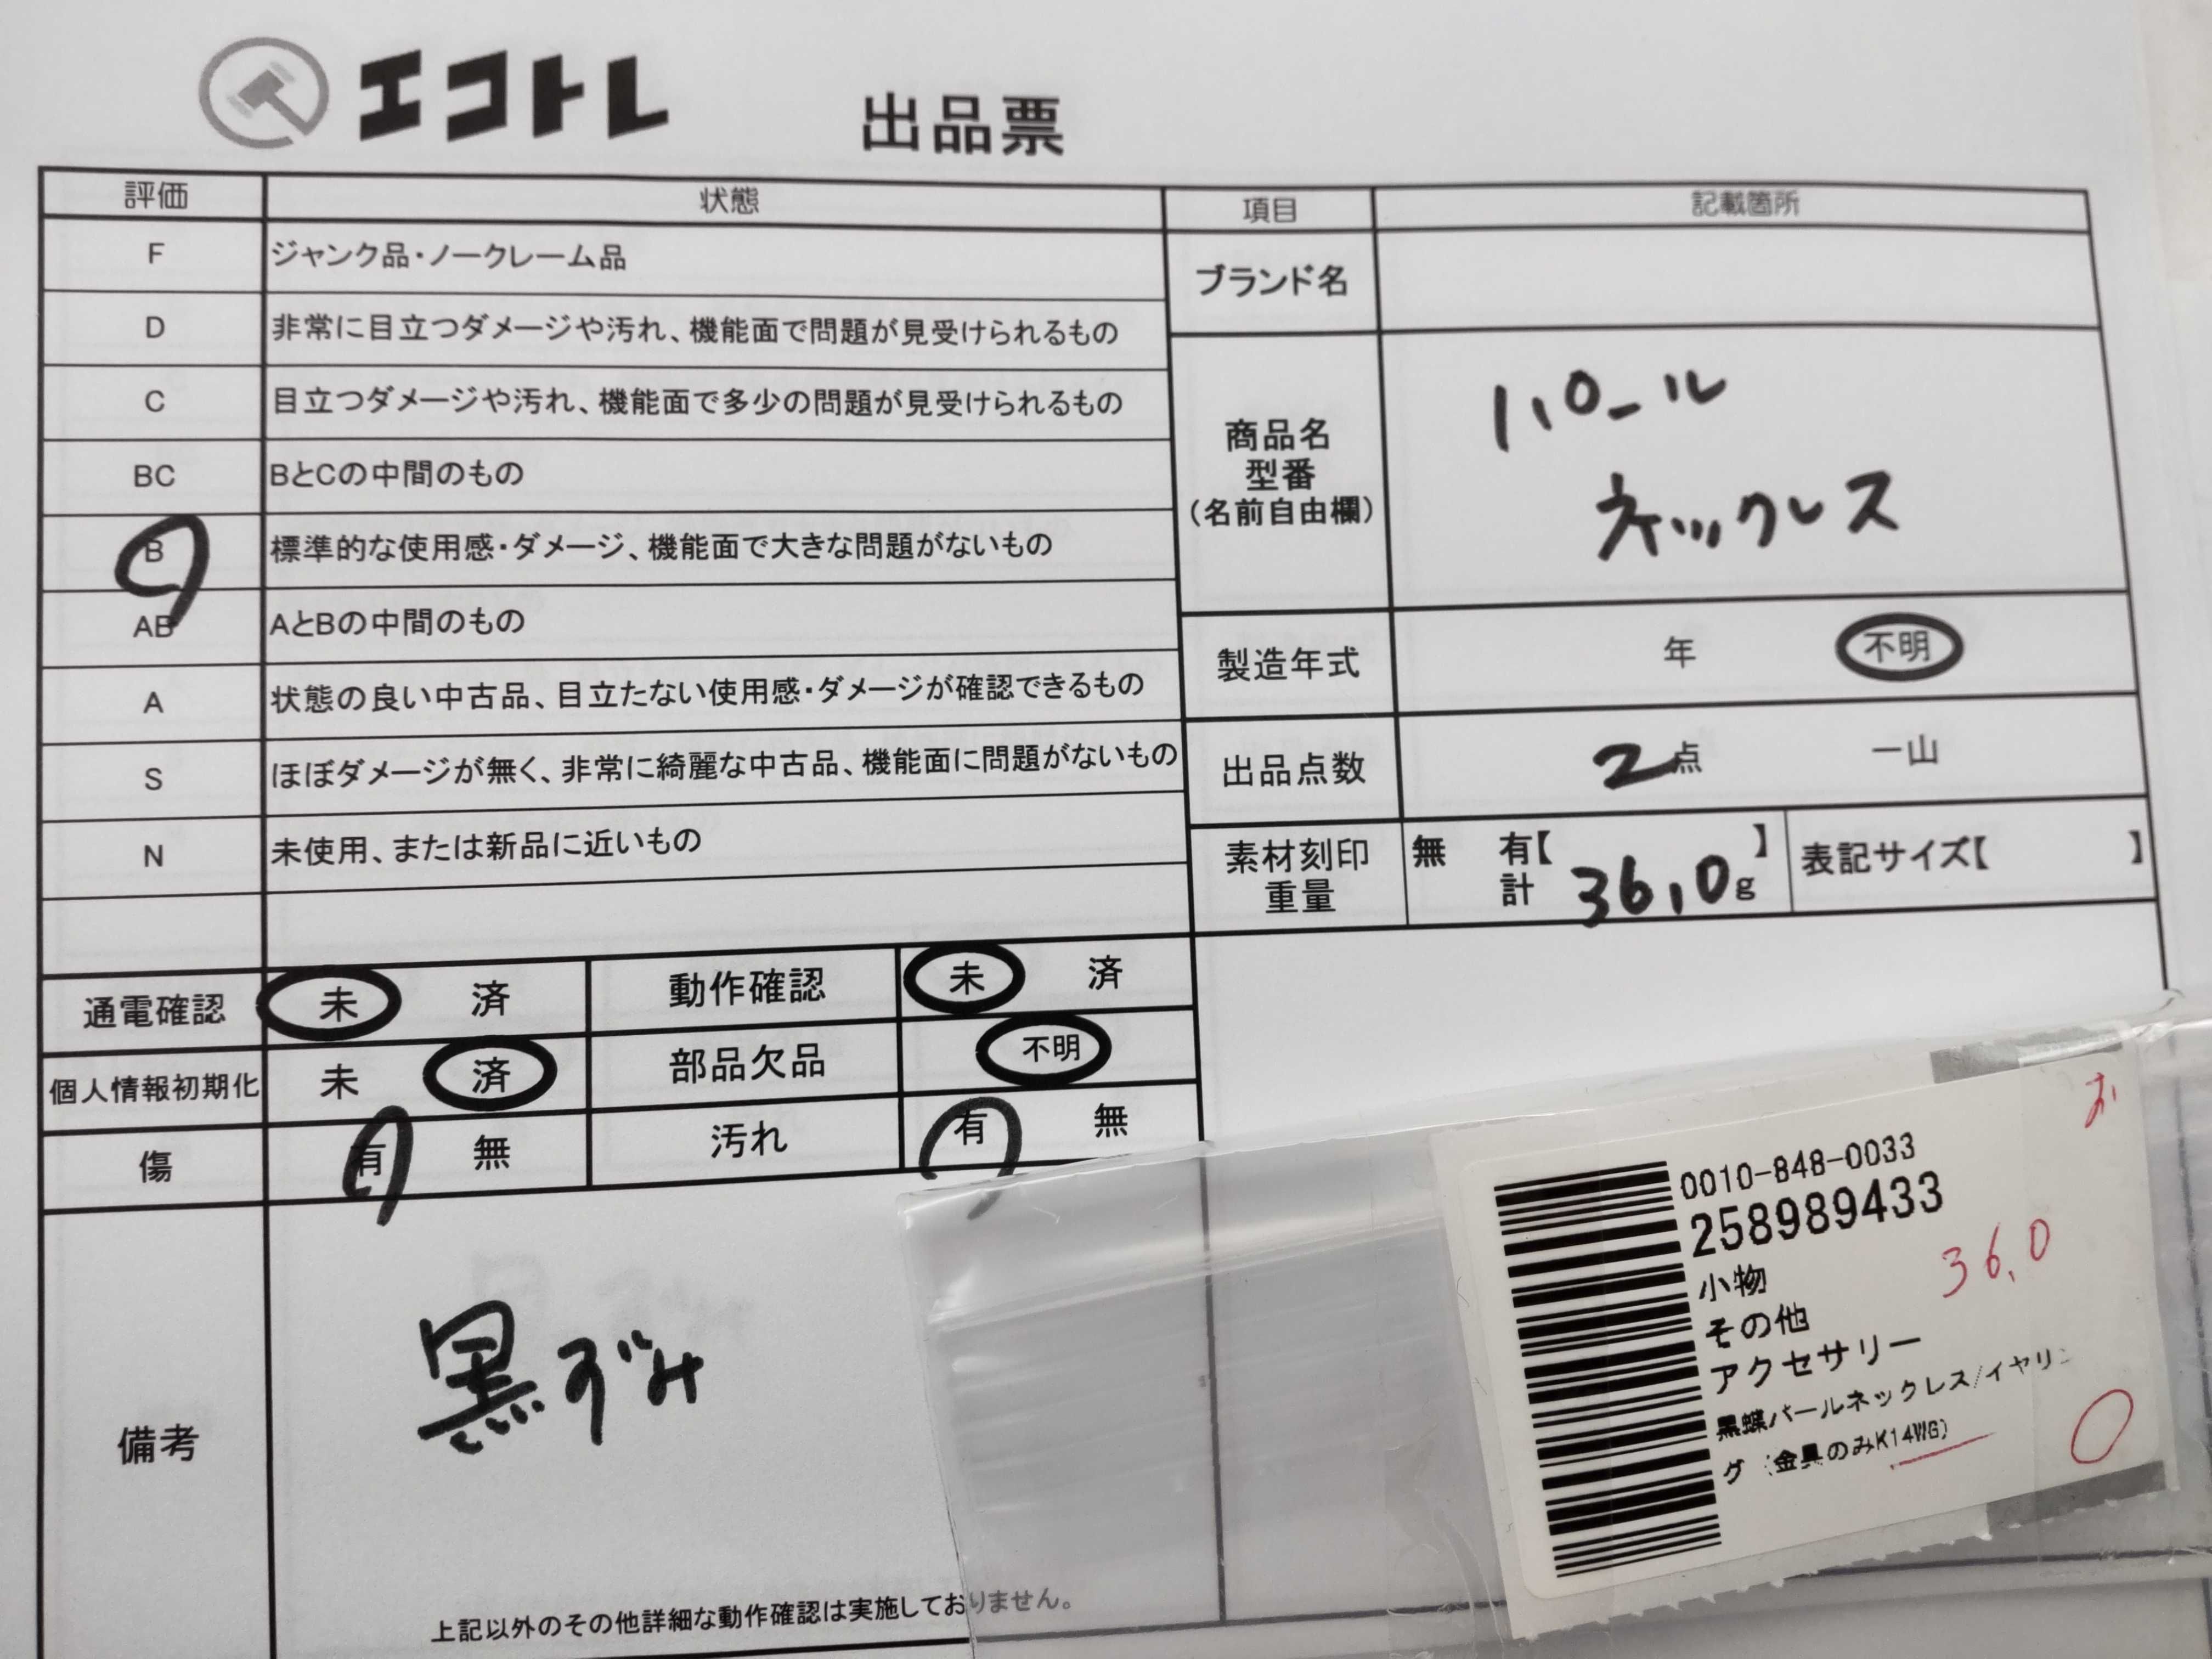 エコトレ 出品票
評価 状態
F ジャンク品・ノークレーム品
D 非常に目立つダメージや汚れ、機能面で問題が見受けられるもの
C 目立つダメージや汚れ、機能面で多少の問題が見受けられるもの
BC BとCの中間のもの
B 標準的な使用感・ダメージ、機能面で大きな問題がないもの
AB AとBの中間のもの
A 状態の良い中古品、目立たない使用感・ダメージが確認できるもの
S ほぼダメージが無く、非常に綺麗な中古品、機能面に問題がないもの
N 未使用、または新品に近いもの
項目 記載箇所
ブランド名
商品名
型番
(名前自由欄)
パール
ネックレス
製造年式 年 不明
出品点数 2点 一山
素材刻印 無 有【 】 表記サイズ【 】
重量 計 36.0g
通電確認 未 済 動作確認 未 済
個人情報初期化 未 済 部品欠品 不明
傷 有 無 汚れ 有 無
備考
黒ずみ
上記以外のその他詳細な動作確認は実施しておりません。
0010-848-0033
258989433
小物
36.0
その他
アクセサリー
黒蝶パールネックレス/イヤリン
グ (金具のみK14WG)